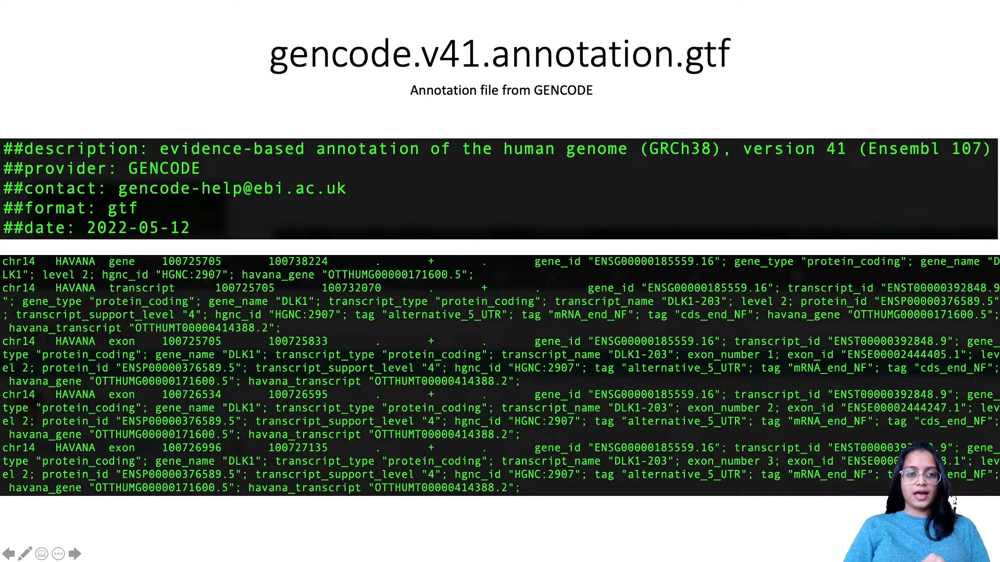 gencode.v41.annotation.gtf
Annotation file from GENCODE
##description: evidence-based annotation of the human genome (GRCh38), version 41 (Ensembl 107)
##provider: GENCODE
##contact: gencode-help@ebi.ac.uk
##format: gtf
##date: 2022-05-12
chr14 HAVANA gene 100725705 100738224 . + . gene_id "ENSG00000185559.16"; gene_type "protein_coding"; gene_name "D
LK1"; level 2; hgnc_id "HGNC:2907"; havana_gene "OTTHUMG00000171600.5";
chr14 HAVANA transcript 100725705 100732070 . + . gene_id "ENSG00000185559.16"; transcript_id "ENST00000392848.9
"; gene_type "protein_coding"; gene_name "DLK1"; transcript_type "protein_coding"; transcript_name "DLK1-203"; level 2; protein_id "ENSP00000376589.5"
; transcript_support_level "4"; hgnc_id "HGNC:2907"; tag "alternative_5_UTR"; tag "mRNA_end_NF"; tag "cds_end_NF"; havana_gene "OTTHUMG00000171600.5";
havana_transcript "OTTHUMT00000414388.2";
chr14 HAVANA exon 100725705 100725833 . + . gene_id "ENSG00000185559.16"; transcript_id "ENST00000392848.9"; gene_
type "protein_coding"; gene_name "DLK1"; transcript_type "protein_coding"; transcript_name "DLK1-203"; exon_number 1; exon_id "ENSE00002444405.1"; lev
el 2; protein_id "ENSP00000376589.5"; transcript_support_level "4"; hgnc_id "HGNC:2907"; tag "alternative_5_UTR"; tag "mRNA_end_NF"; tag "cds_end_NF";
havana_gene "OTTHUMG00000171600.5"; havana_transcript "OTTHUMT00000414388.2";
chr14 HAVANA exon 100726534 100726595 . + . gene_id "ENSG00000185559.16"; transcript_id "ENST00000392848.9"; gene_
type "protein_coding"; gene_name "DLK1"; transcript_type "protein_coding"; transcript_name "DLK1-203"; exon_number 2; exon_id "ENSE00002444247.1"; lev
el 2; protein_id "ENSP00000376589.5"; transcript_support_level "4"; hgnc_id "HGNC:2907"; tag "alternative_5_UTR"; tag "mRNA_end_NF"; tag "cds_end_NF";
havana_gene "OTTHUMG00000171600.5"; havana_transcript "OTTHUMT00000414388.2";
chr14 HAVANA exon 100726996 100727135 . + . gene_id "ENSG00000185559.16"; transcript_id gene_
type "protein_coding"; gene_name "DLK1"; transcript_type "protein_coding"; transcript_name "DLK1-203"; exon_number 3; exon_id lev
el 2; protein_id "ENSP00000376589.5"; transcript_support_level "4"; hgnc_id "HGNC:2907"; tag "alternative_5_UTR"; tag "mRNA_end_NF";
havana_gene "OTTHUMG00000171600.5"; havana_transcript "OTTHUMT00000414388.2";